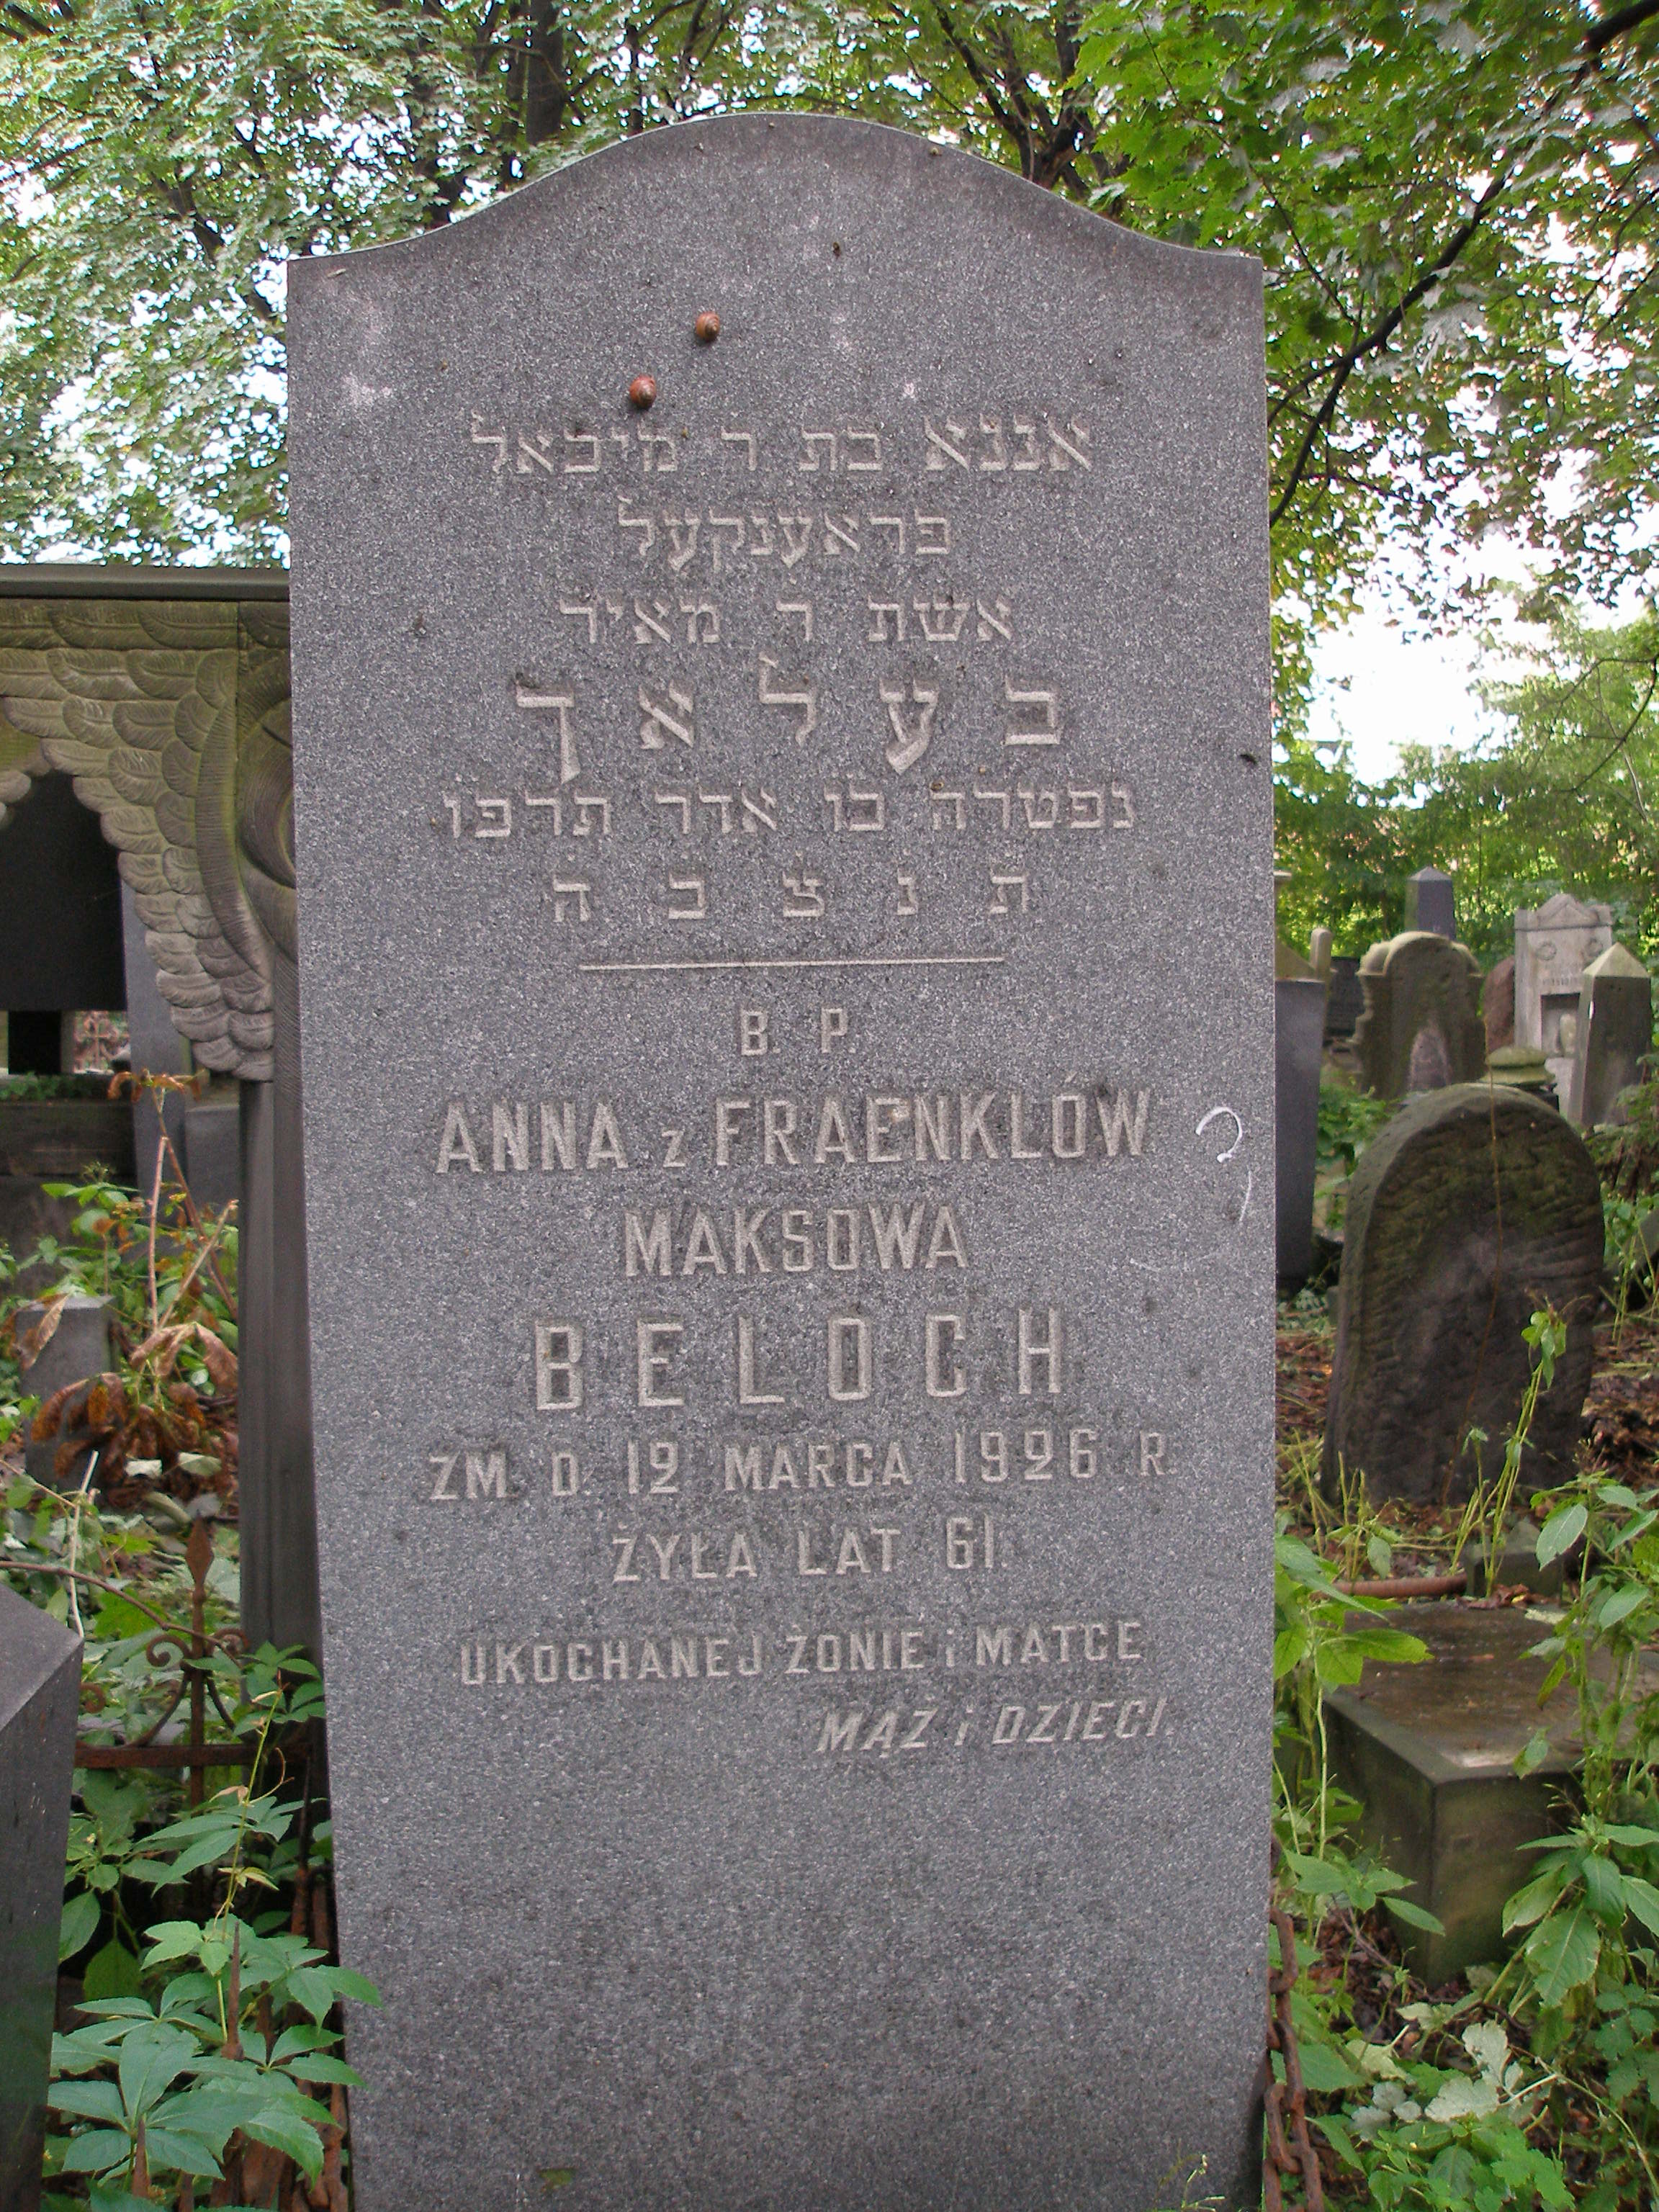 אננא בת ר מיכאל
פראענקעל
אשת ר מאיר
בעלאך
נפטרה כ״ו אדר תרפו
ת נ צ ב ה
B. P.
ANNA z FRAENKLÓW
MAKSOWA
BELOCH
ZM. D. 12 MARCA 1926 R.
ŻYŁA LAT 61.
UKOCHANEJ ŻONIE i MATCE
MĄŻ i DZIECI.